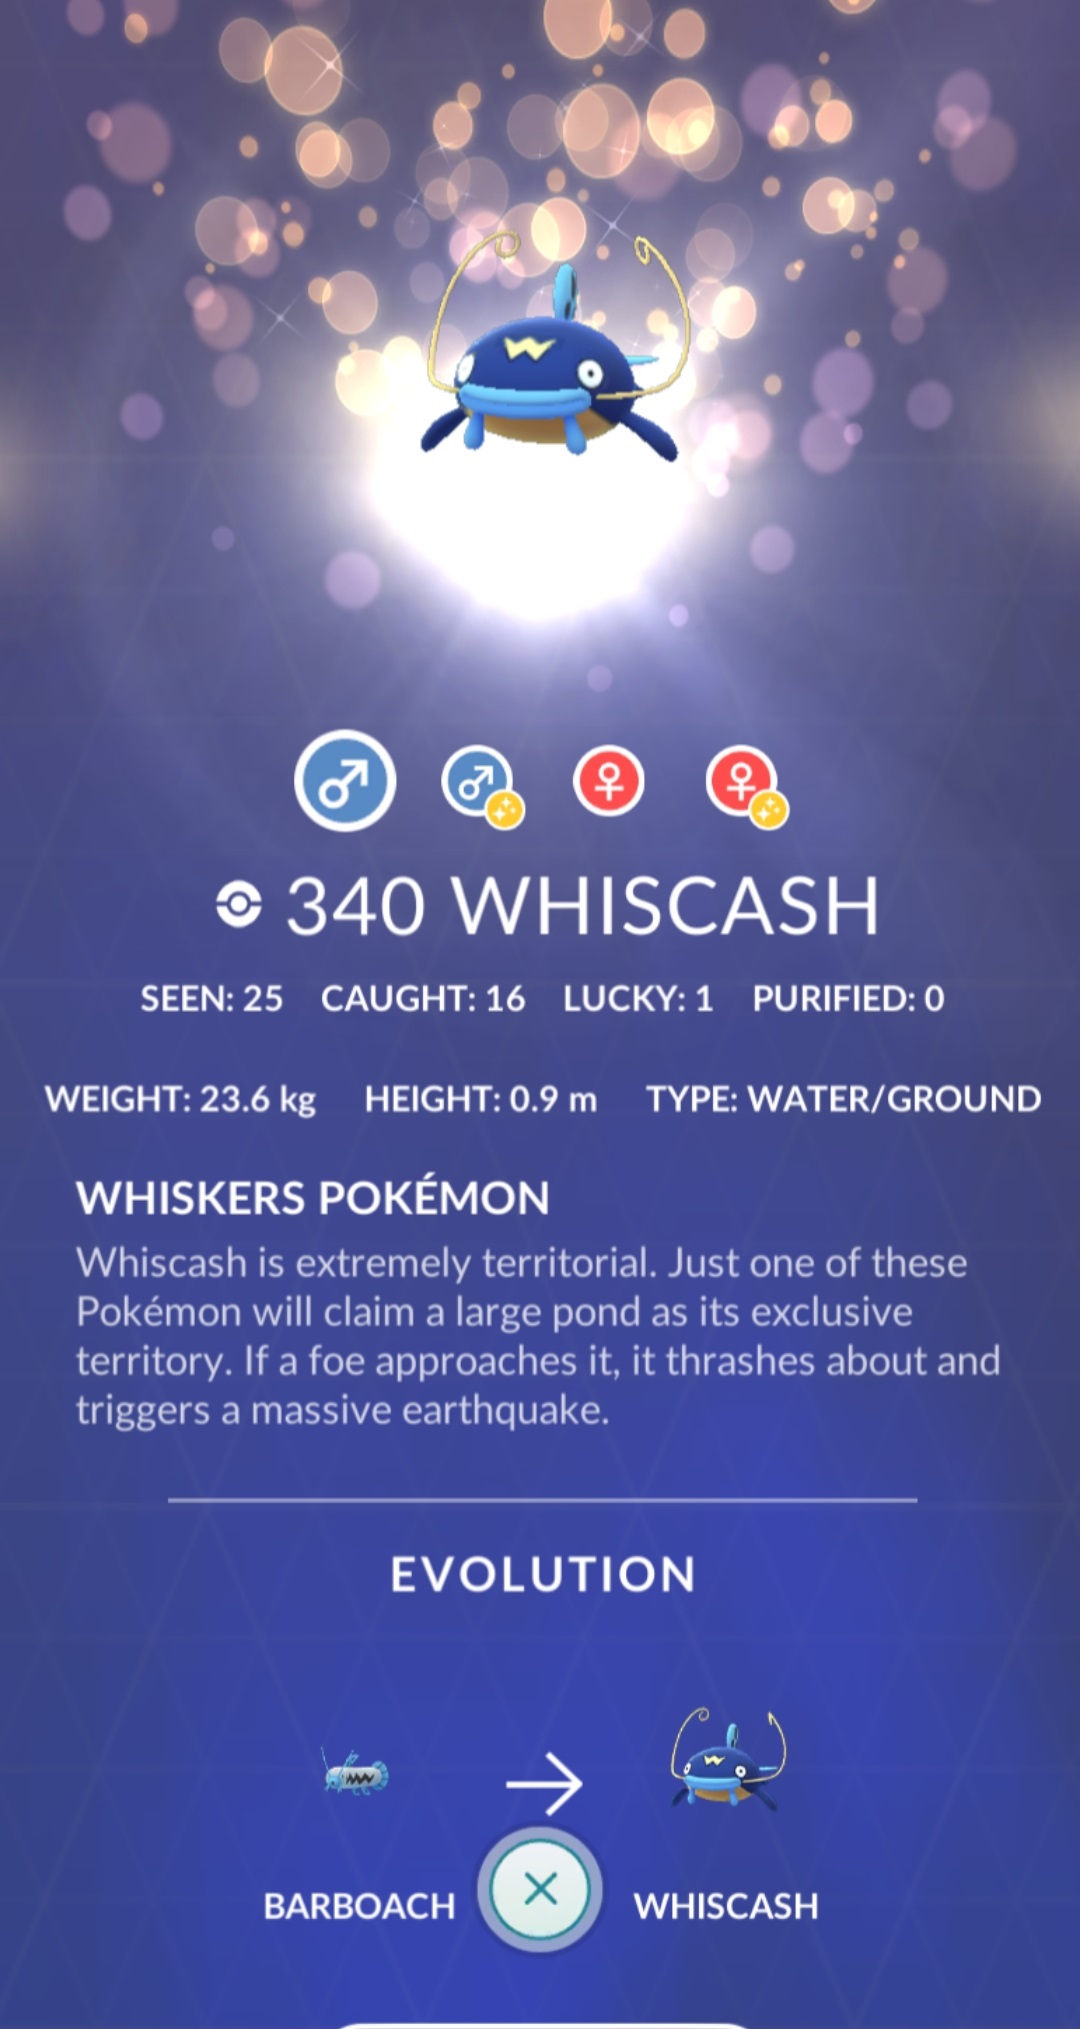 340 WHISCASH
SEEN: 25 CAUGHT: 16 LUCKY: 1 PURIFIED: 0
WEIGHT: 23.6 kg HEIGHT: 0.9 m TYPE: WATER/GROUND
WHISKERS POKÉMON
Whiscash is extremely territorial. Just one of these
Pokémon will claim a large pond as its exclusive
territory. If a foe approaches it, it thrashes about and
triggers a massive earthquake.
EVOLUTION
BARBOACH WHISCASH